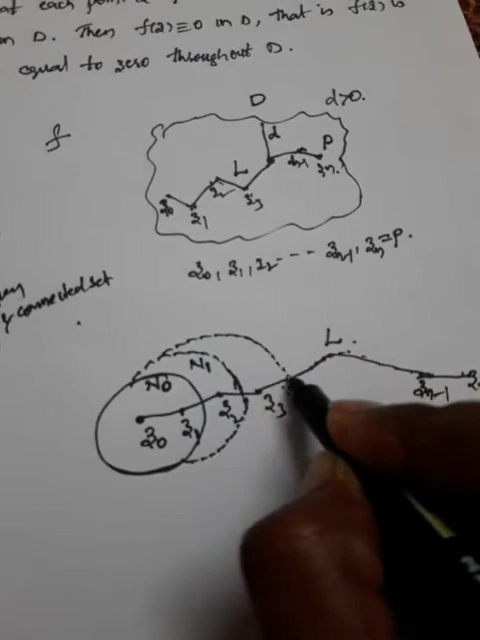 at each point
in D. Then f(z) ≡ 0 in D, that is f(z) is
equal to zero throughout D.
D d>0.
f
d
L P
z₀ z₁ z₂ z₃ zₙ₋₁ zₙ
z₀, z₁, z₂ --- zₙ₋₁, zₙ = P.
connected set
L.
N₀ N₁
z₀ z₁ z₂ z₃ zₙ₋₁